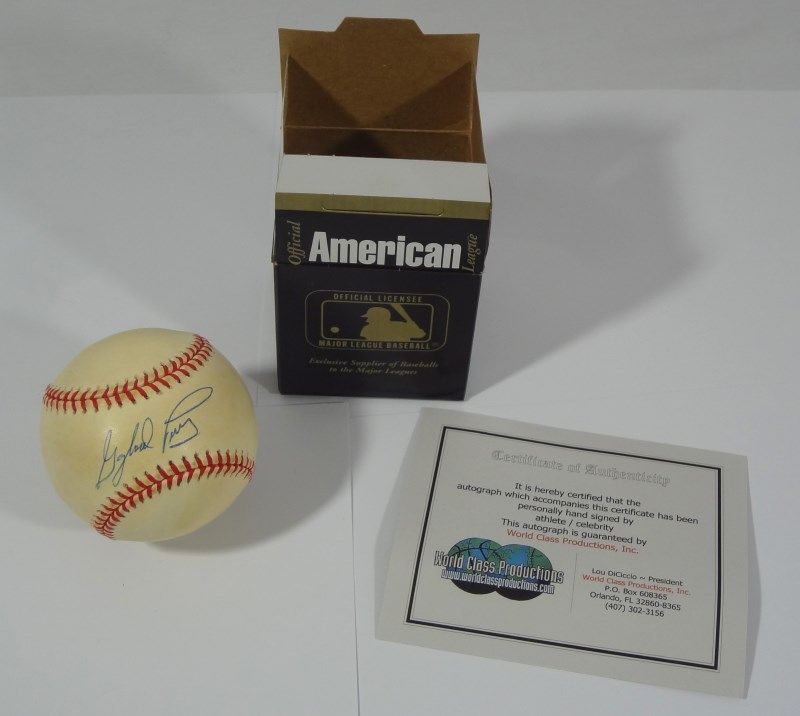 Official American League
OFFICIAL LICENSEE
MAJOR LEAGUE BASEBALL®
Exclusive Supplier of Baseballs
to the Major Leagues
Gaylord Perry
Certificate of Authenticity
It is hereby certified that the
autograph which accompanies this certificate has been
personally hand signed by
athlete / celebrity
This autograph is guaranteed by
World Class Productions, Inc.
World Class Productions
www.worldclassproductions.com
Lou DiCiccio ~ President
World Class Productions, Inc.
P.O. Box 608365
Orlando, FL 32860-8365
(407) 302-3156